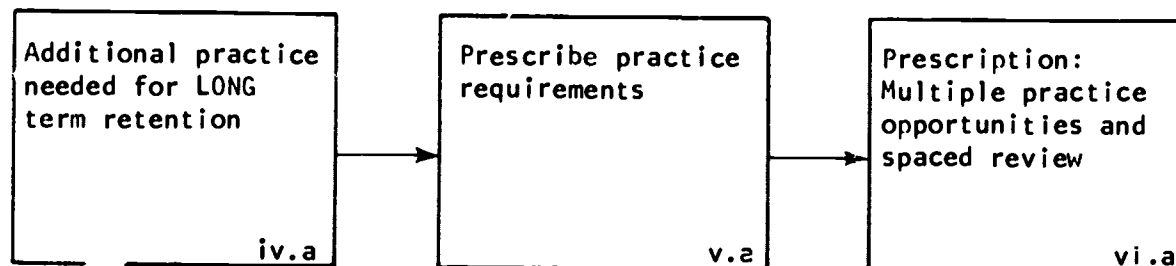 Additional practice
needed for LONG
term retention
iv.a
Prescribe practice
requirements
v.a
Prescription:
Multiple practice
opportunities and
spaced review
vi.a